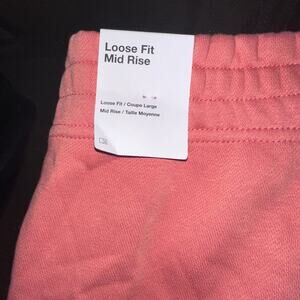 Loose Fit
Mid Rise
Loose Fit / Coupe Large
Mid Rise / Taille Moyenne